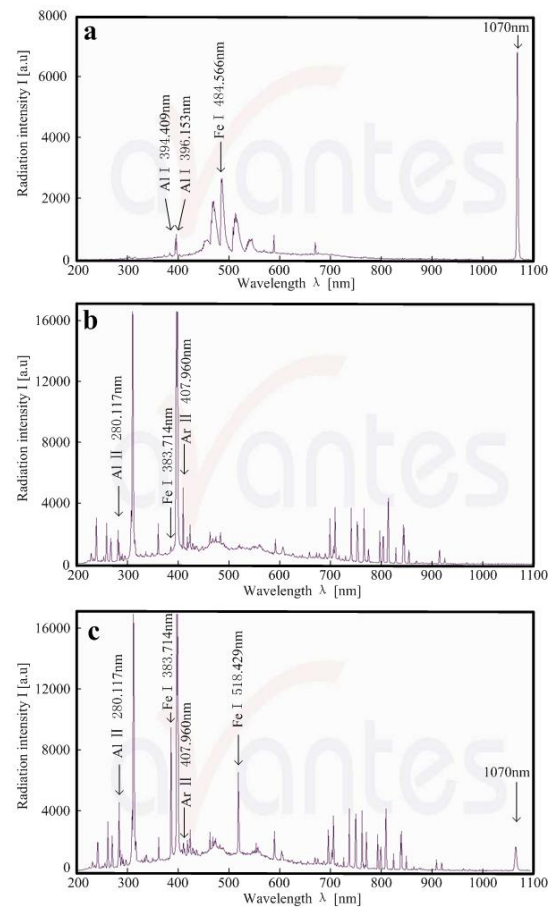 a
8000
6000
4000
2000
0
Radiation intensity I [a.u]
Al I 394.409nm
Al I 396.153nm
Fe I 484.566nm
1070nm
avantes
200 300 400 500 600 700 800 900 1000 1100
Wavelength λ [nm]
b
16000
12000
8000
4000
0
Radiation intensity I [a.u]
Al II 280.117nm
Fe I 383.714nm
Ar II 407.960nm
avantes
200 300 400 500 600 700 800 900 1000 1100
Wavelength λ [nm]
c
16000
12000
8000
4000
0
Radiation intensity I [a.u]
Al II 280.117nm
Fe I 383.714nm
Ar II 407.960nm
Fe I 518.429nm
1070nm
avantes
200 300 400 500 600 700 800 900 1000 1100
Wavelength λ [nm]